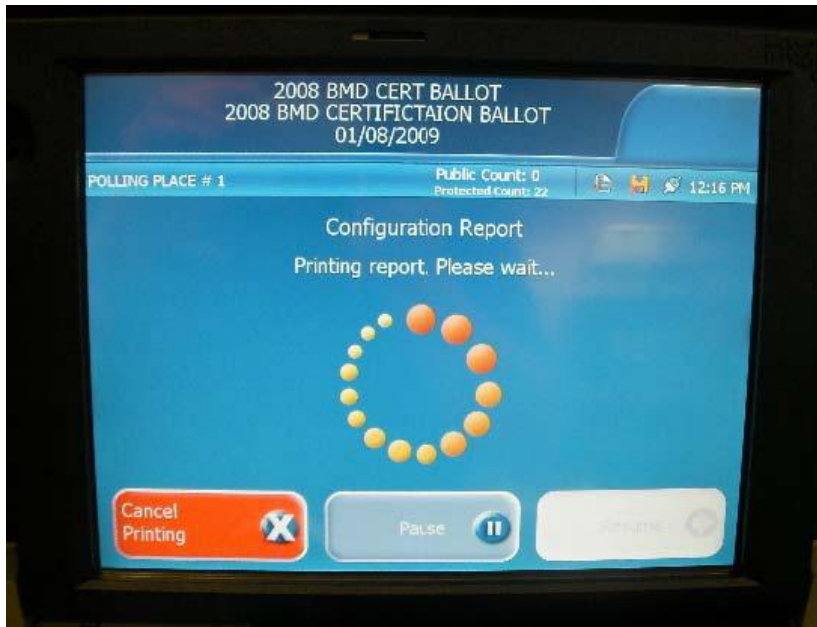 2008 BMD CERT BALLOT
2008 BMD CERTIFICTAION BALLOT
01/08/2009
POLLING PLACE # 1
Public Count: 0
Protected Count: 22
12:16 PM
Configuration Report
Printing report. Please wait...
Cancel
Printing
Pause
Resume